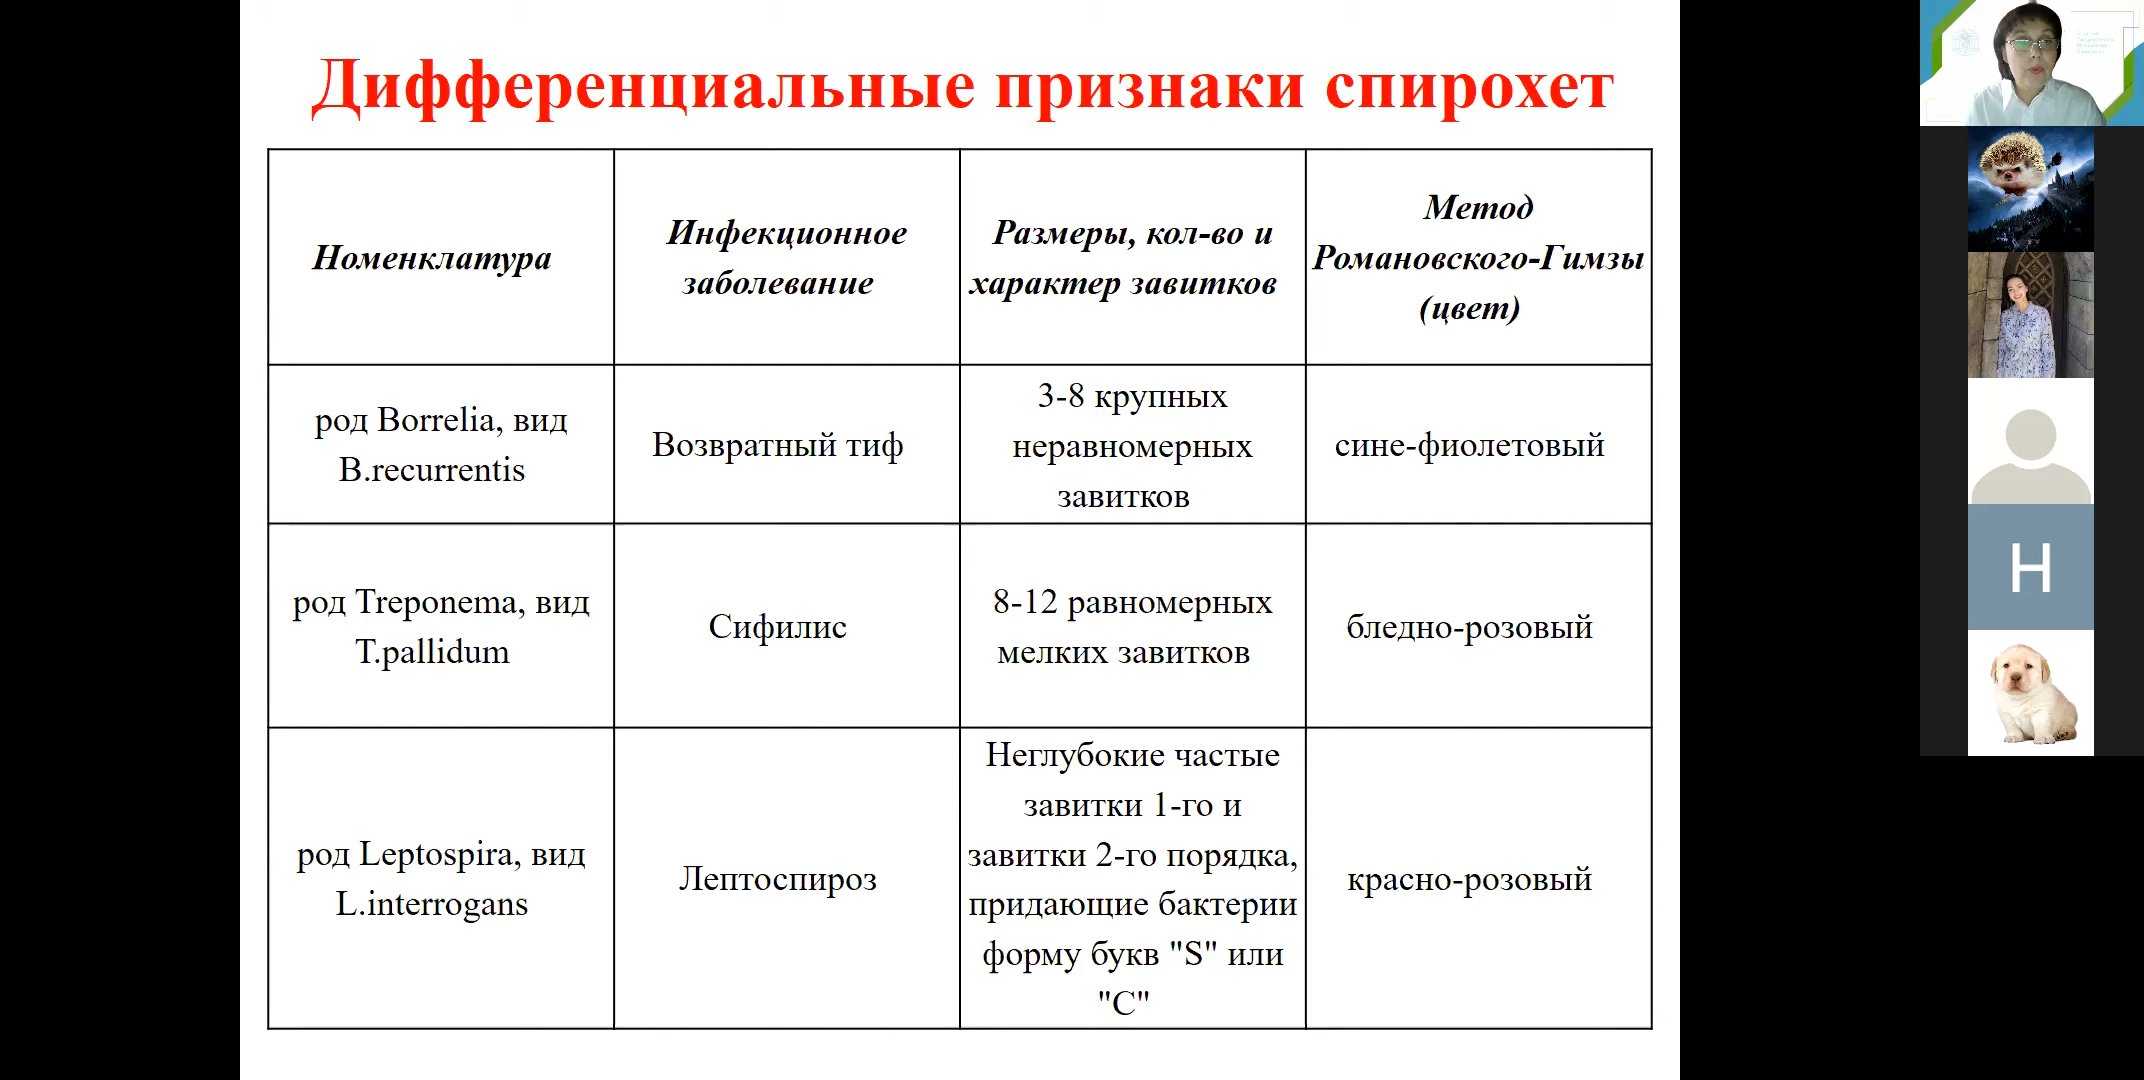 Дифференциальные признаки спирохет
Номенклатура
Инфекционное
заболевание
Размеры, кол-во и
характер завитков
Метод
Романовского-Гимзы
(цвет)
род Borrelia, вид
B.recurrentis
Возвратный тиф
3-8 крупных
неравномерных
завитков
сине-фиолетовый
род Treponema, вид
T.pallidum
Сифилис
8-12 равномерных
мелких завитков
бледно-розовый
род Leptospira, вид
L.interrogans
Лептоспироз
Неглубокие частые
завитки 1-го и
завитки 2-го порядка,
придающие бактерии
форму букв "S" или
"C"
красно-розовый
Н